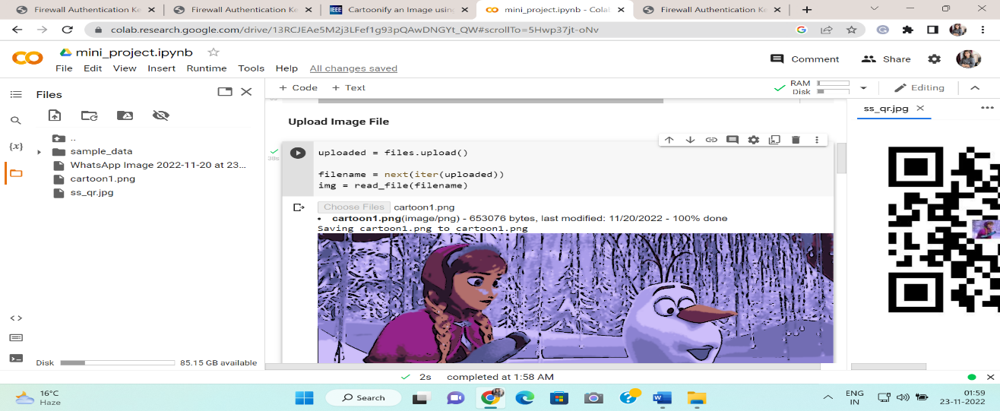 Firewall Authentication Ke
Firewall Authentication Ke
IEEE Cartoonify an Image using
mini_project.ipynb - Colab
Firewall Authentication Ke
colab.research.google.com/drive/13RCJEAe5M2j3LFef1g93pQAwDNGYt_QW#scrollTo=5Hwp37jt-oNv
mini_project.ipynb
File Edit View Insert Runtime Tools Help All changes saved
Comment Share
Files
+ Code + Text
RAM
Disk
Editing
ss_qr.jpg
Upload Image File
{x}
..
sample_data
WhatsApp Image 2022-11-20 at 23...
cartoon1.png
ss_qr.jpg
38s
uploaded = files.upload()
filename = next(iter(uploaded))
img = read_file(filename)
Choose Files cartoon1.png
• cartoon1.png(image/png) - 653076 bytes, last modified: 11/20/2022 - 100% done
Saving cartoon1.png to cartoon1.png
Disk 85.15 GB available
2s completed at 1:58 AM
16°C
Haze
Search
ENG
IN
01:59
23-11-2022